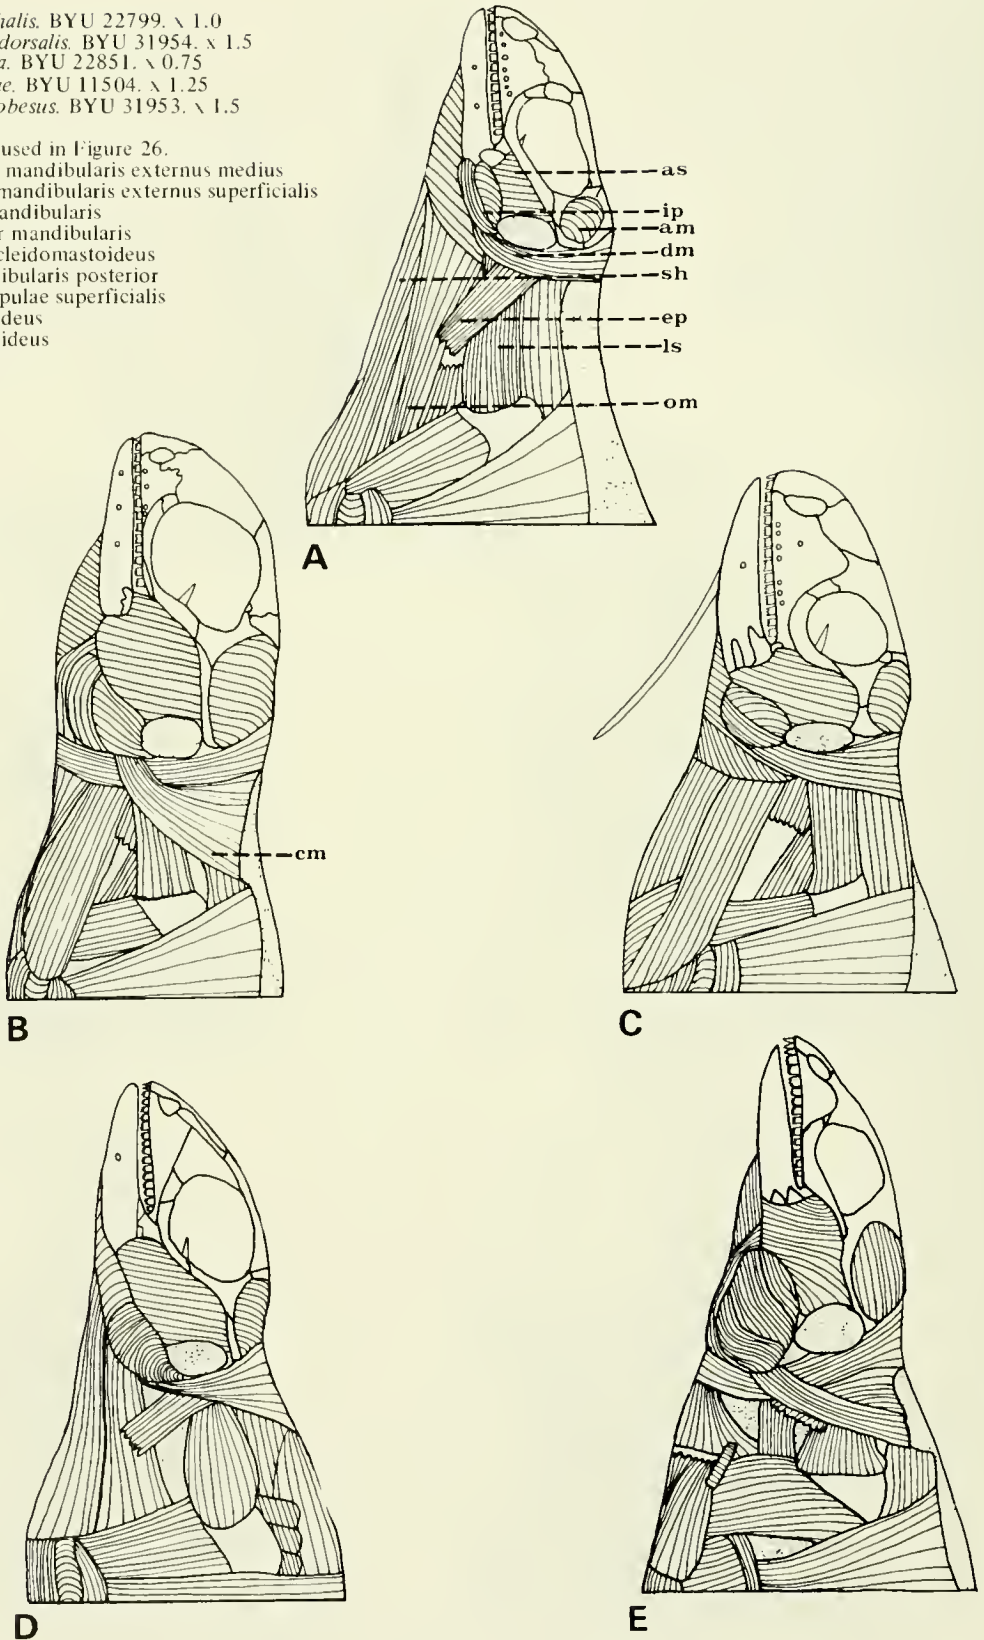 halis. BYU 22799. x 1.0
dorsalis. BYU 31954. x 1.5
a. BYU 22851. x 0.75
e. BYU 11504. x 1.25
obesus. BYU 31953. x 1.5
used in Figure 26.
mandibularis externus medius
mandibularis externus superficialis
andibularis
r mandibularis
cleidomastoideus
ibularis posterior
pulae superficialis
deus
ideus
as
ip
am
dm
sh
ep
ls
om
A
cm
B
C
D
E